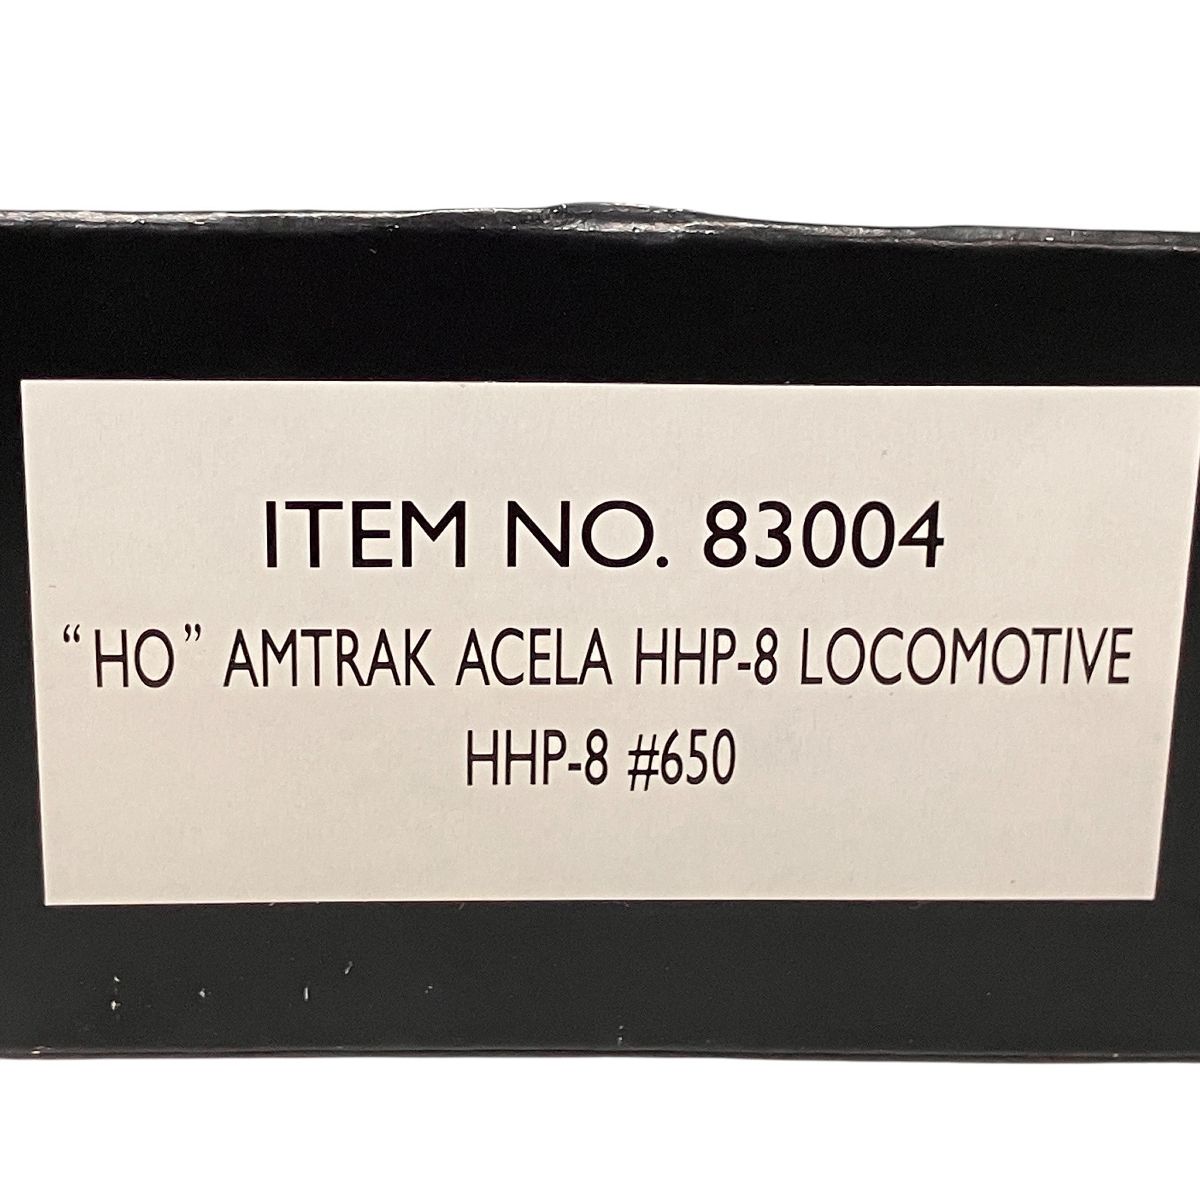 ITEM NO. 83004
“HO” AMTRAK ACELA HHP-8 LOCOMOTIVE
HHP-8 #650